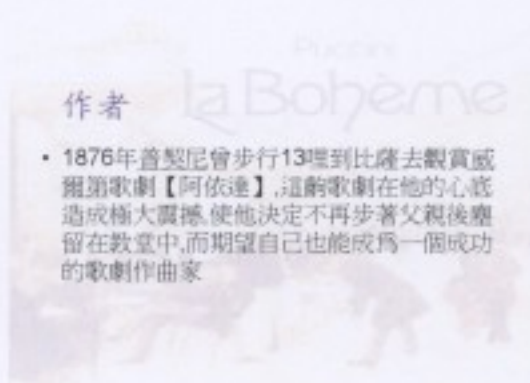 Puccini
la Bohème
作者
• 1876年普契尼曾步行13哩到比薩去觀賞威
爾第歌劇【阿依達】,這齣歌劇在他的心底
造成極大震撼,使他決定不再步著父親後塵
留在教堂中,而期望自己也能成爲一個成功
的歌劇作曲家